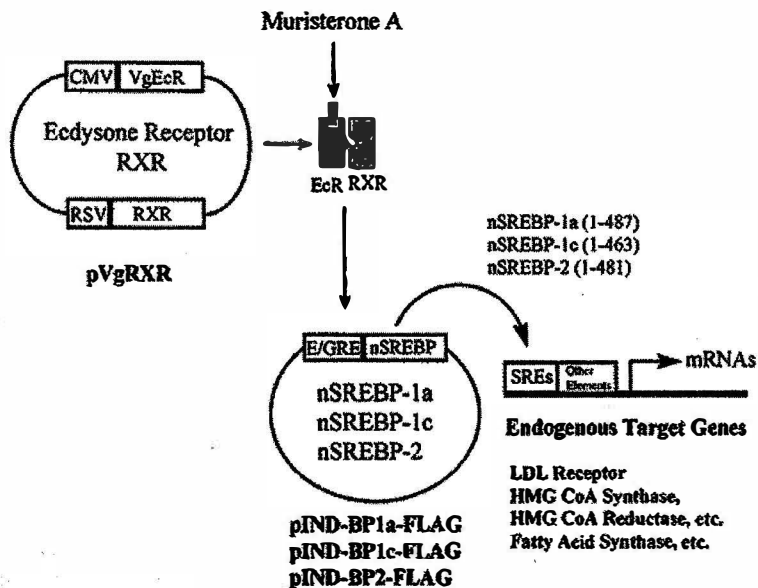 Muristerone A
CMV VgEcR
Ecdysone Receptor
RXR
RSV RXR
pVgRXR
EcR RXR
nSREBP-1a (1-487)
nSREBP-1c (1-463)
nSREBP-2 (1-481)
E/GRE nSREBP
nSREBP-1a
nSREBP-1c
nSREBP-2
pIND-BP1a-FLAG
pIND-BP1c-FLAG
pIND-BP2-FLAG
SREs Other
Elements
mRNAs
Endogenous Target Genes
LDL Receptor
HMG CoA Synthase,
HMG CoA Reductase, etc.
Fatty Acid Synthase, etc.